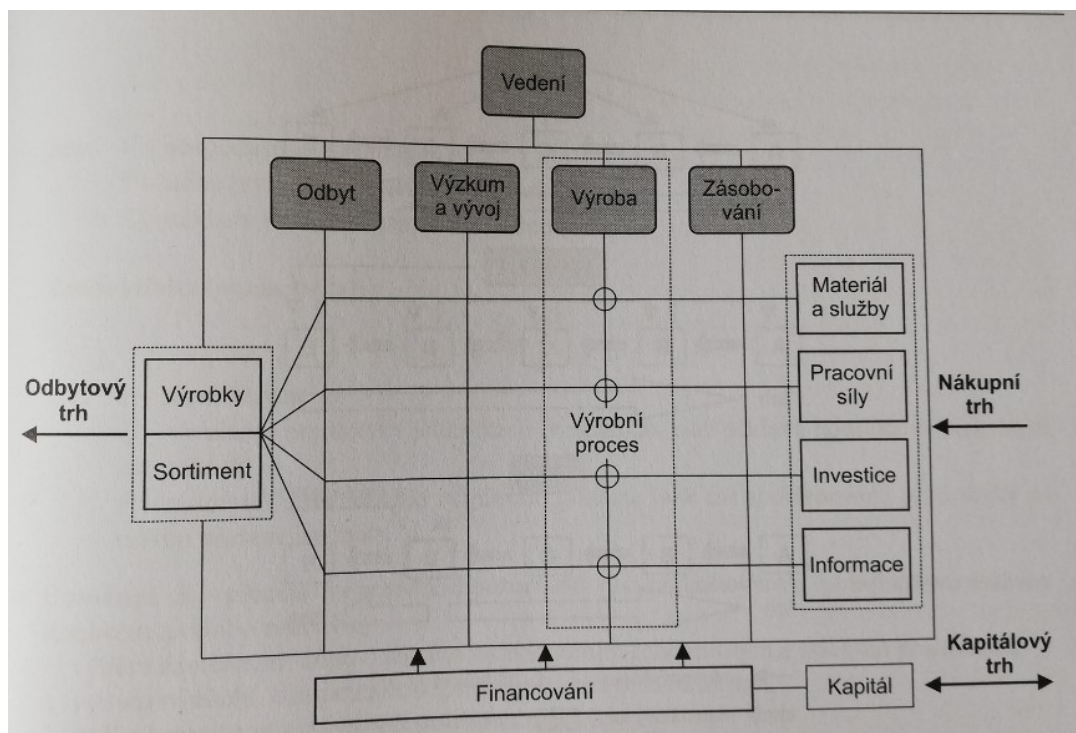 Vedení
Odbyt
Výzkum
a vývoj
Výroba
Zásobo-
vání
Materiál
a služby
Pracovní
síly
Investice
Informace
Nákupní
trh
Výrobní
proces
Výrobky
Sortiment
Odbytový
trh
Financování
Kapitál
Kapitálový
trh